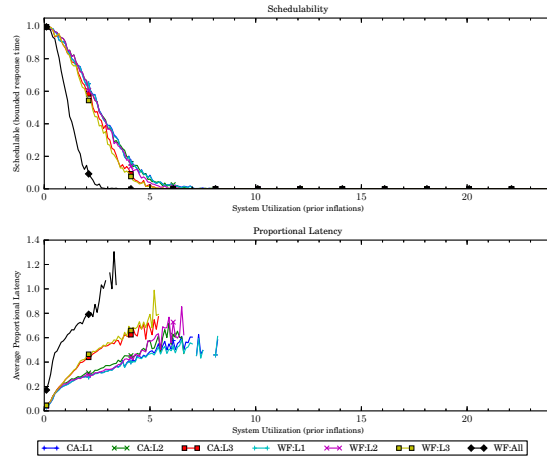 Schedulability
1.0
0.8
0.6
0.4
0.2
0.0
Schedulable (bounded response time)
0 5 10 15 20
System Utilization (prior inflations)
Proportional Latency
1.4
1.2
1.0
0.8
0.6
0.4
0.2
0.0
Average Proportional Latency
0 5 10 15 20
System Utilization (prior inflations)
CA:L1 CA:L2 CA:L3 WF:L1 WF:L2 WF:L3 WF:All